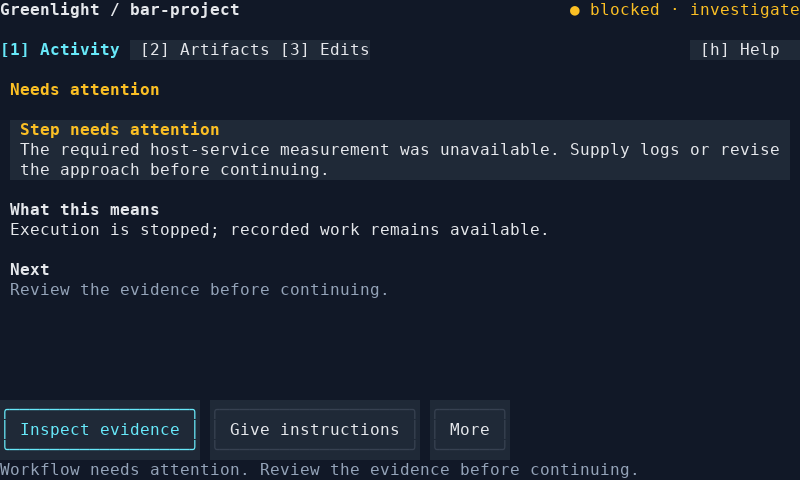 Greenlight / bar-project ● blocked · investigate
[1] Activity [2] Artifacts [3] Edits [h] Help
Needs attention
Step needs attention
The required host-service measurement was unavailable. Supply logs or revise
the approach before continuing.
What this means
Execution is stopped; recorded work remains available.
Next
Review the evidence before continuing.
Inspect evidence Give instructions More
Workflow needs attention. Review the evidence before continuing.